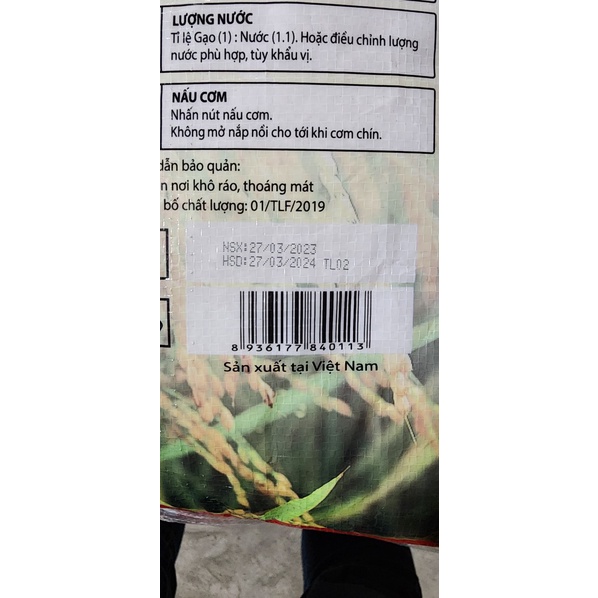 LƯỢNG NƯỚC
Tỉ lệ Gạo (1) : Nước (1.1). Hoặc điều chỉnh lượng
nước phù hợp, tùy khẩu vị.
NẤU CƠM
Nhấn nút nấu cơm.
Không mở nắp nồi cho tới khi cơm chín.
dẫn bảo quản:
nơi khô ráo, thoáng mát
bố chất lượng: 01/TLF/2019
NSX:27/03/2023
HSD:27/03/2024 TL02
8 936177 840113
Sản xuất tại Việt Nam